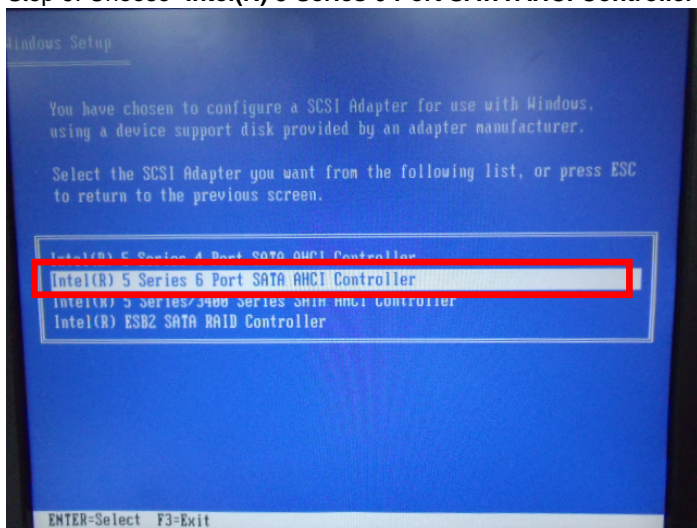 Intel(R) 5 Series 6 Port SATA AHCI Controller
Windows Setup
You have chosen to configure a SCSI Adapter for use with Windows,
using a device support disk provided by an adapter manufacturer.
Select the SCSI Adapter you want from the following list, or press ESC
to return to the previous screen.
Intel(R) 5 Series 4 Port SATA AHCI Controller
Intel(R) 5 Series 6 Port SATA AHCI Controller
Intel(R) 5 Series/3400 Series SATA AHCI Controller
Intel(R) ESB2 SATA RAID Controller
ENTER=Select F3=Exit